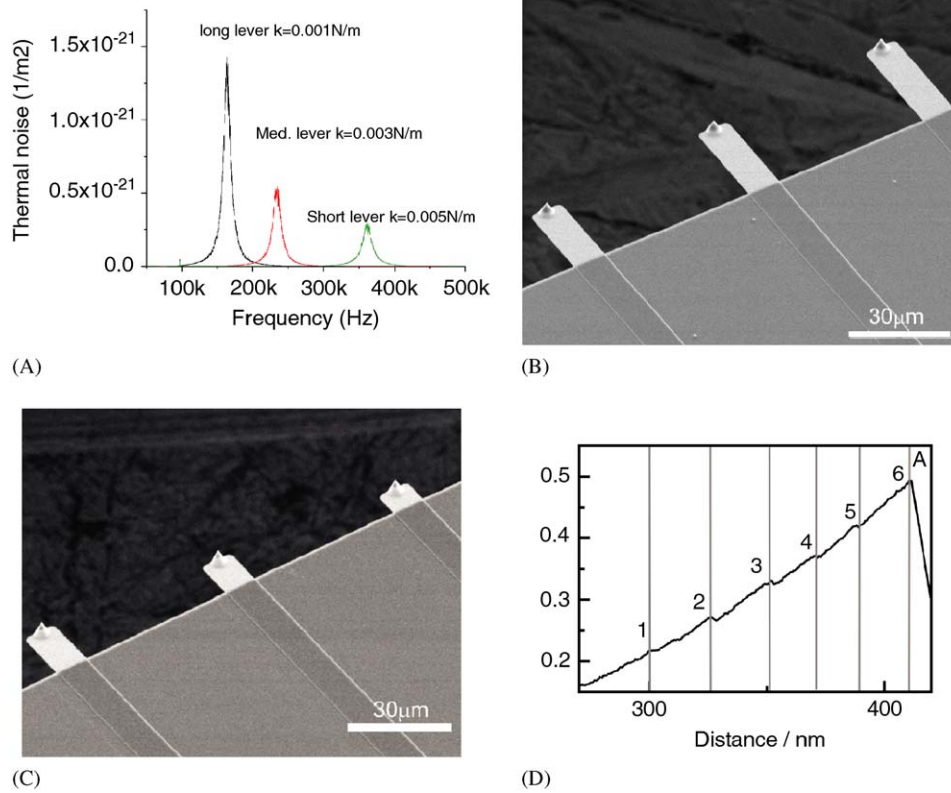 long lever k=0.001N/m
1.5x10-21
Med. lever k=0.003N/m
1.0x10-21
0.5x10-21
Short lever k=0.005N/m
0.0
100k 200k 300k 400k 500k
Thermal noise (1/m2)
Frequency (Hz)
(A)
30μm
(B)
30μm
(C)
0.5
0.4
0.3
0.2
1 2 3 4 5 6 A
300 400
Distance / nm
(D)